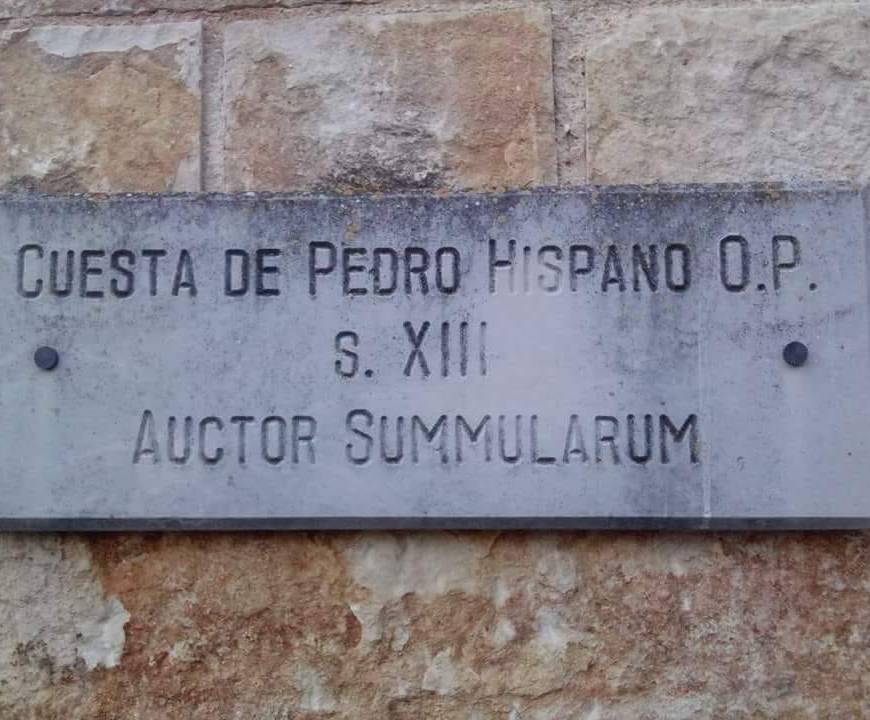 Cuesta de Pedro Hispano O.P.
s. XIII
Auctor Summularum